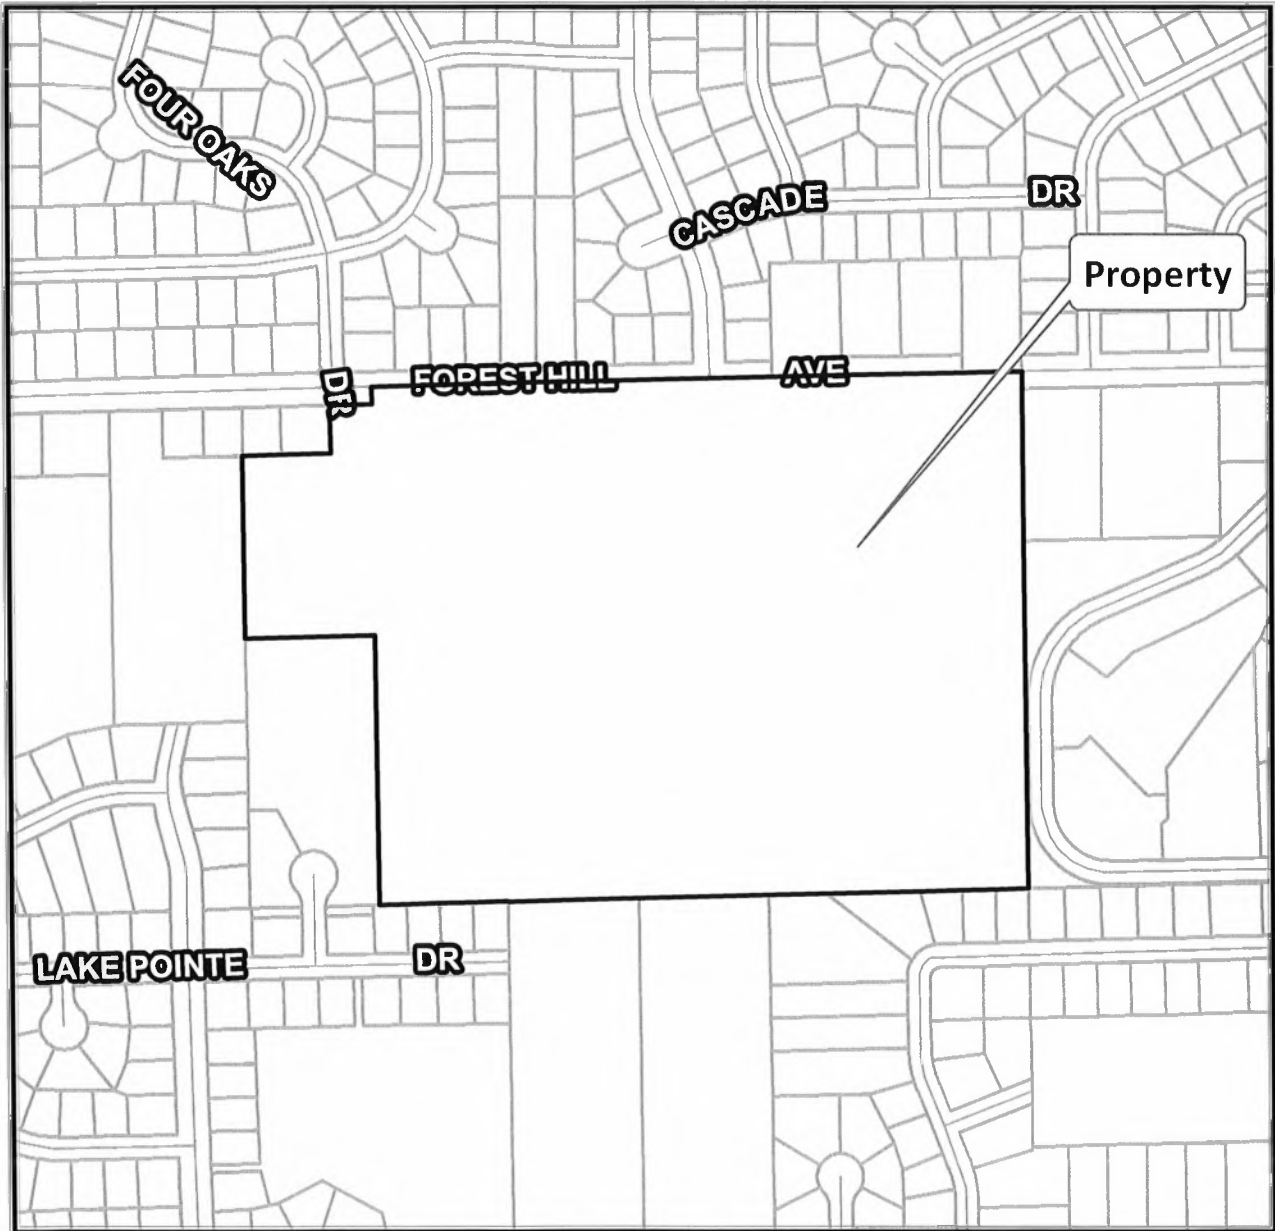 FOUR OAKS
DR
CASCADE DR
Property
FOREST HILL AVE
LAKE POINTE DR